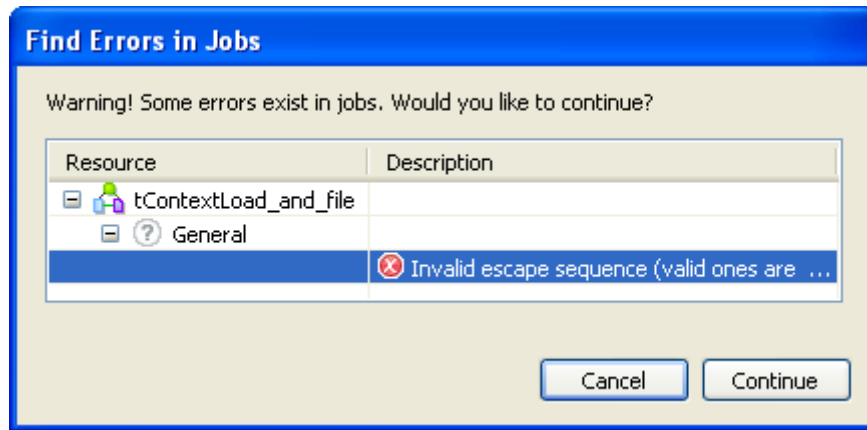 Find Errors in Jobs
Warning! Some errors exist in jobs. Would you like to continue?
Resource Description
tContextLoad_and_file
General
Invalid escape sequence (valid ones are ...
Cancel Continue